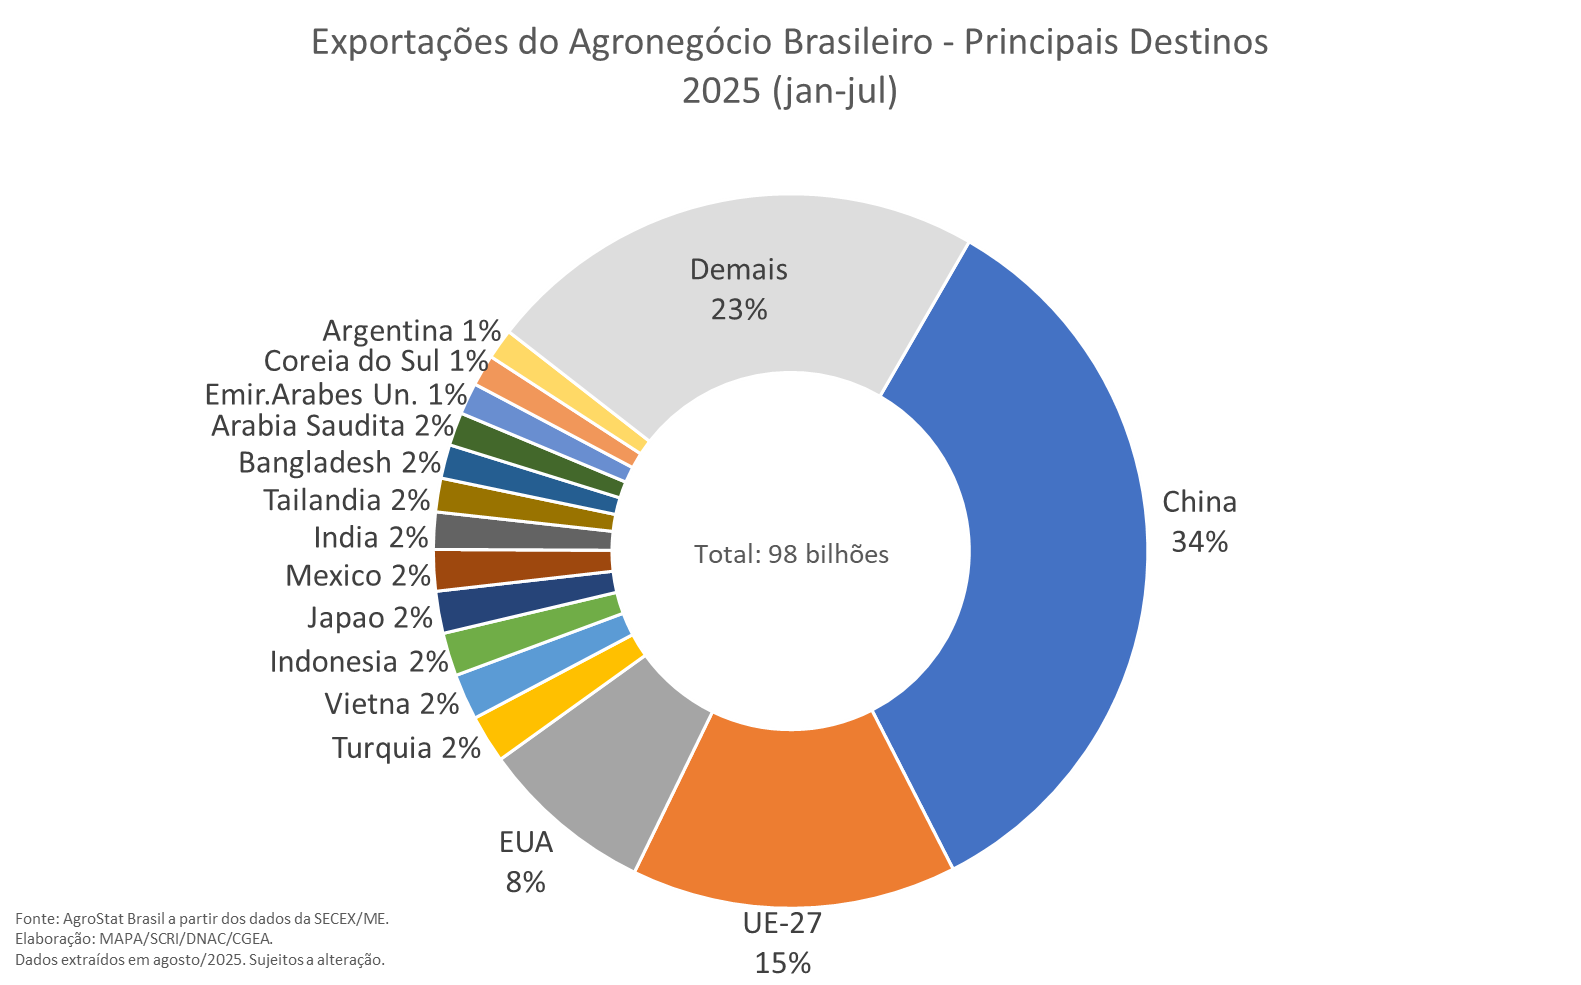 Exportações do Agronegócio Brasileiro - Principais Destinos
2025 (jan-jul)
Demais
23%
Argentina 1%
Coreia do Sul 1%
Emir.Arabes Un. 1%
Arabia Saudita 2%
Bangladesh 2%
Tailandia 2%
India 2%
Mexico 2%
Japao 2%
Indonesia 2%
Vietna 2%
Turquia 2%
China
34%
Total: 98 bilhões
EUA
8%
UE-27
15%
Fonte: AgroStat Brasil a partir dos dados da SECEX/ME.
Elaboração: MAPA/SCRI/DNAC/CGEA.
Dados extraídos em agosto/2025. Sujeitos a alteração.